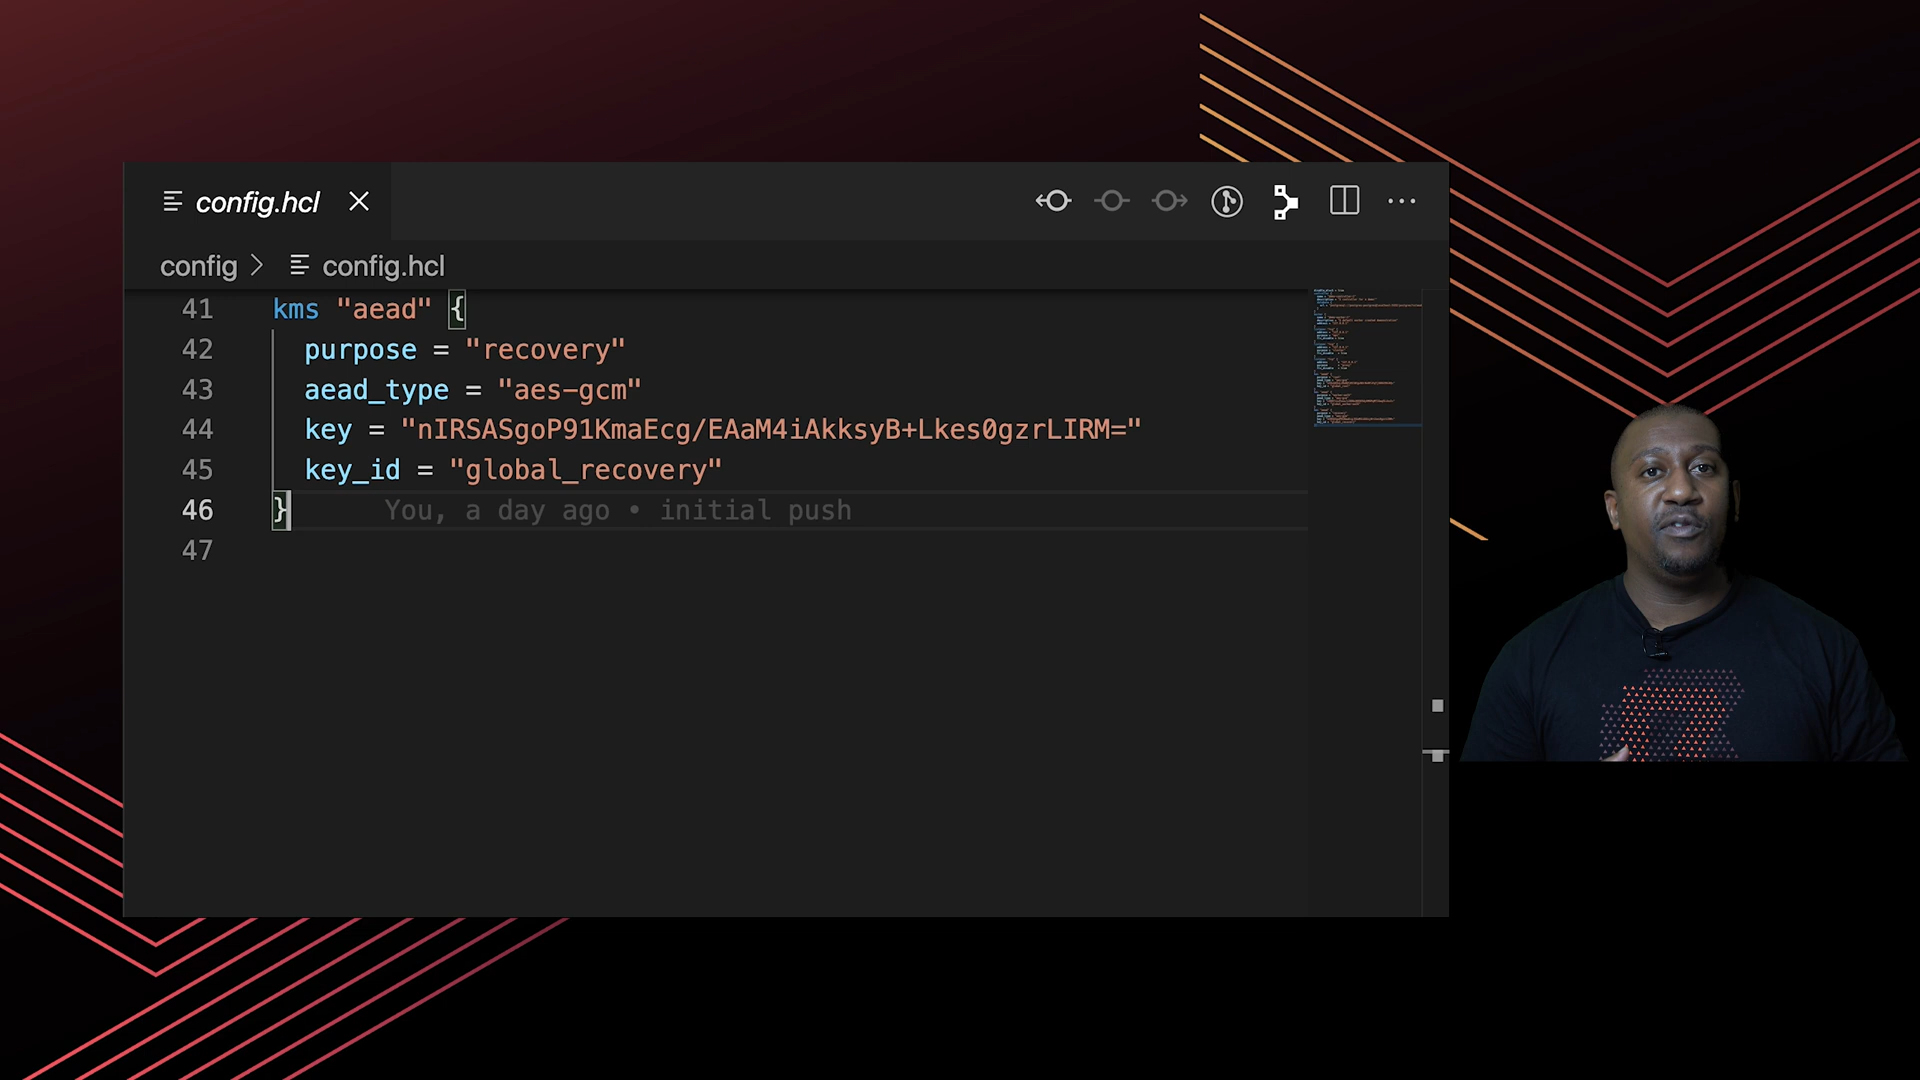 config.hcl
config > config.hcl
41 kms "aead" {
42 purpose = "recovery"
43 aead_type = "aes-gcm"
44 key = "nIRSASgoP91KmaEcg/EAaM4iAkksyB+Lkes0gzrLIRM="
45 key_id = "global_recovery"
46 } You, a day ago • initial push
47